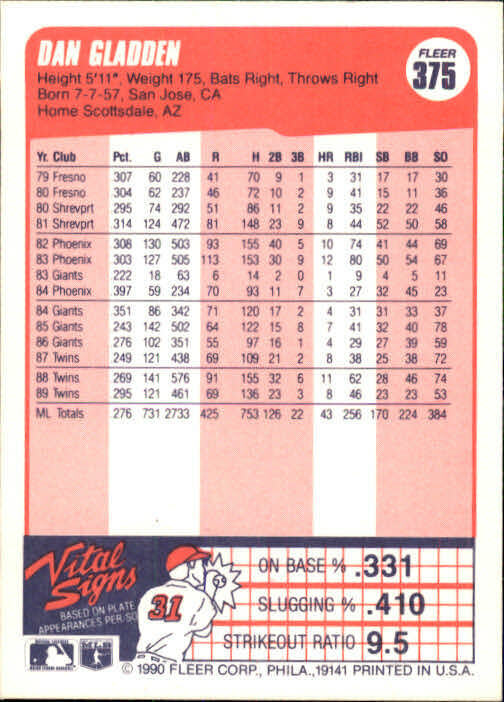 DAN GLADDEN
FLEER
375
Height 5'11", Weight 175, Bats Right, Throws Right
Born 7-7-57, San Jose, CA
Home Scottsdale, AZ
Yr. Club Pct. G AB R H 2B 3B HR RBI SB BB SO
79 Fresno 307 60 228 41 70 9 1 3 31 17 17 30
80 Fresno 304 62 237 46 72 10 2 9 41 15 11 36
80 Shrevprt 295 74 292 51 86 11 2 9 35 22 22 46
81 Shrevprt 314 124 472 81 148 23 9 8 44 52 50 58
82 Phoenix 308 130 503 93 155 40 5 10 74 41 44 69
83 Phoenix 303 127 505 113 153 30 9 12 80 50 54 67
83 Giants 222 18 63 6 14 2 0 1 9 4 5 11
84 Phoenix 397 59 234 70 93 11 7 3 27 32 45 23
84 Giants 351 86 342 71 120 17 2 4 31 31 33 37
85 Giants 243 142 502 64 122 15 8 7 41 32 40 78
86 Giants 276 102 351 55 97 16 1 4 29 27 39 59
87 Twins 249 121 438 69 109 21 2 8 38 25 38 72
88 Twins 269 141 576 91 155 32 6 11 62 28 46 74
89 Twins 295 121 461 69 136 23 3 8 46 23 23 53
ML Totals 276 731 2733 425 753 126 22 43 256 170 224 384
Vital
Signs
BASED ON PLATE
APPEARANCES PER/SO
31
ON BASE % .331
SLUGGING % .410
STRIKEOUT RATIO 9.5
© 1990 FLEER CORP., PHILA., 19141 PRINTED IN U.S.A.